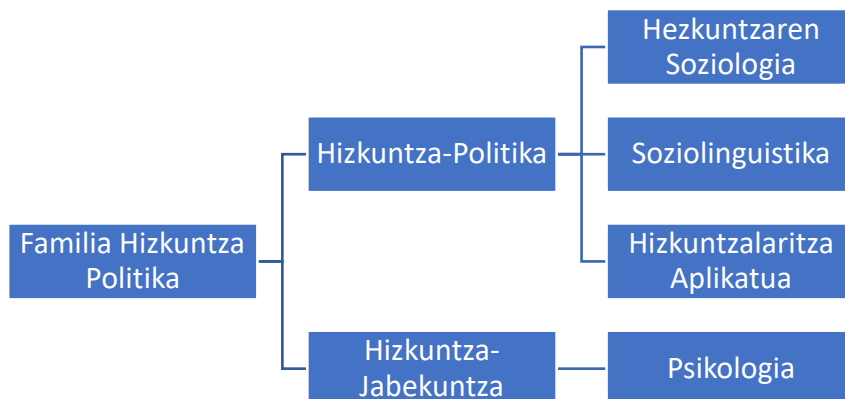 Hezkuntzaren
Soziologia
Hizkuntza-Politika
Soziolinguistika
Familia Hizkuntza
Politika
Hizkuntzalaritza
Aplikatua
Hizkuntza-
Jabekuntza
Psikologia